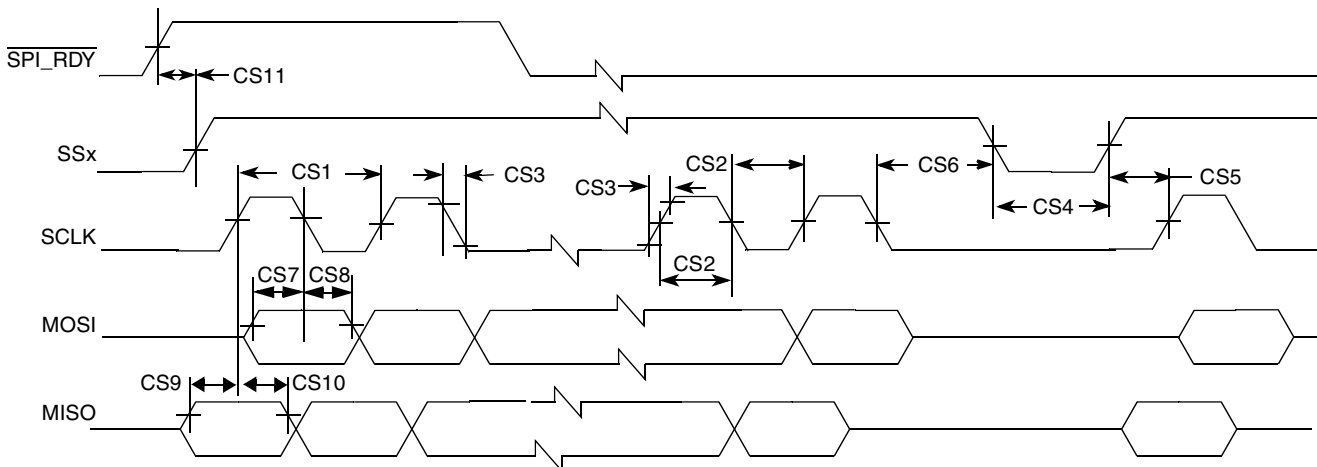 SPI_RDY
CS11
SSx
CS1
CS3
CS3
CS2
CS6
CS5
CS4
SCLK
CS2
CS7
CS8
MOSI
CS9
CS10
MISO